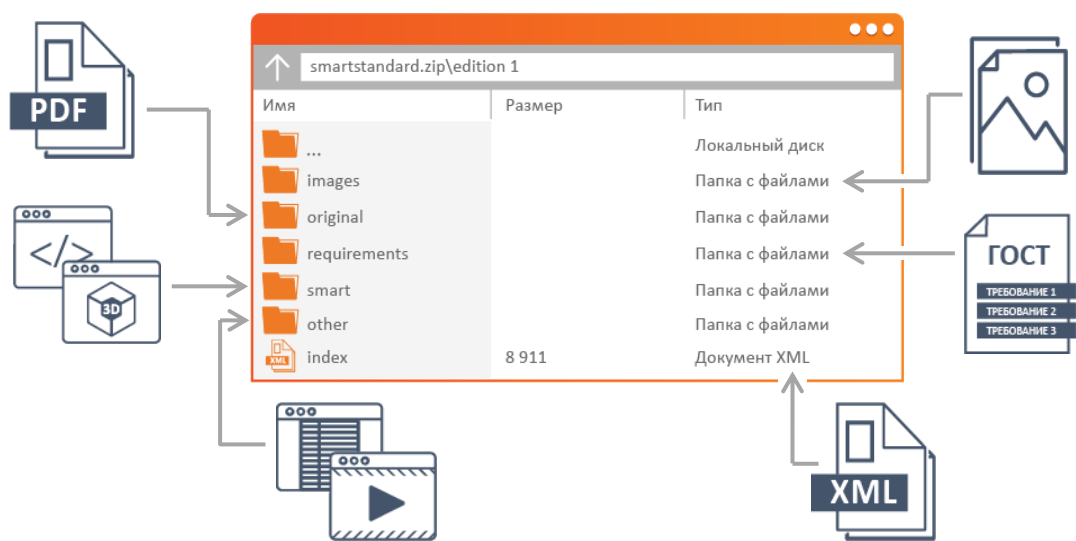 smartstandard.zip\edition 1
Имя Размер Тип
PDF
... Локальный диск
images Папка с файлами
original Папка с файлами
requirements Папка с файлами
smart Папка с файлами
other Папка с файлами
XML index 8 911 Документ XML
</>
3D
ГОСТ
ТРЕБОВАНИЕ 1
ТРЕБОВАНИЕ 2
ТРЕБОВАНИЕ 3
XML